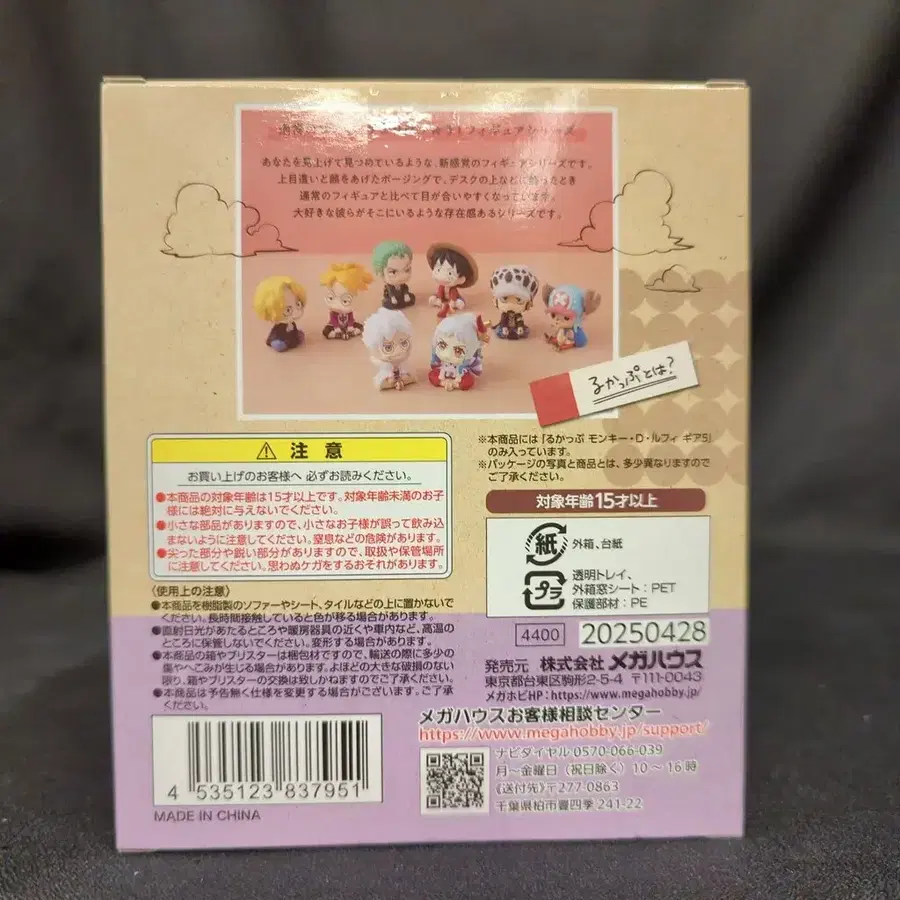 フィギュアシリーズ
あなたを見上げて見つめているような、新感覚のフィギュアシリーズです。
上目遣いと顔をあげたポージングで、デスクの上などに飾ったとき
通常のフィギュアと比べて目が合いやすくなっています。
大好きな彼らがそこにいるような存在感あるシリーズです。
るかっぷとは?
※本商品には「るかっぷ モンキー・D・ルフィ ギア5」
のみ入っています。
※パッケージの写真と商品とは、多少異なりますので
ご了承ください。
対象年齢15才以上
注意
お買い上げのお客様へ 必ずお読みください。
●本商品の対象年齢は15才以上です。対象年齢未満のお子
様には絶対に与えないでください。
●小さな部品がありますので、小さなお子様が誤って飲み込
まないように注意してください。窒息などの危険があります。
●尖った部分や鋭い部分がありますので、取扱や保管場所
に注意してください。思わぬケガをするおそれがあります。
〈使用上の注意〉
●本商品を樹脂製のソファーやシート、タイルなどの上に置かないで
ください。長時間接触していると色が移る場合があります。
●直射日光があたるところや暖房器具の近くや車内など、高温の
ところに保管しないでください。変形する場合があります。
●本商品の箱やブリスターは梱包材ですので、輸送の際に多少の
傷やへこみが生じる場合があります。よほどの大きな破損のない
限り、箱やブリスターの交換は致しかねますのでご了承ください。
●本商品は予告無く仕様を変更する場合がございます。ご了承
ください。
紙
外箱、台紙
プラ
透明トレイ、
外箱窓シート：PET
保護部材：PE
4400
20250428
発売元 株式会社 メガハウス
東京都台東区駒形2-5-4 〒111-0043
メガホビHP：https://www.megahobby.jp/
メガハウスお客様相談センター
https://www.megahobby.jp/support/
ナビダイヤル 0570-066-039
月～金曜日（祝日除く）10～16時
《送付先》〒277-0863
千葉県柏市豊四季241-22
4 535123 837951
MADE IN CHINA